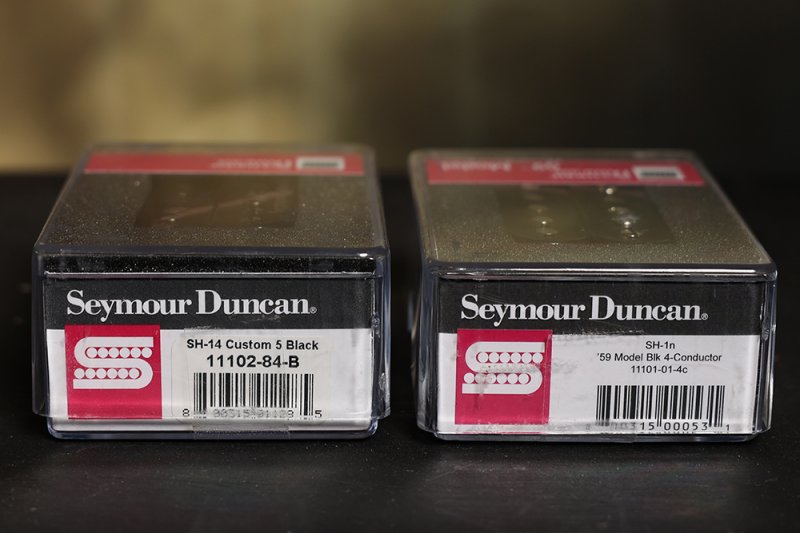 Seymour Duncan®
SH-14 Custom 5 Black
11102-84-B
Seymour Duncan®
SH-1n
'59 Model Blk 4-Conductor
11101-01-4c